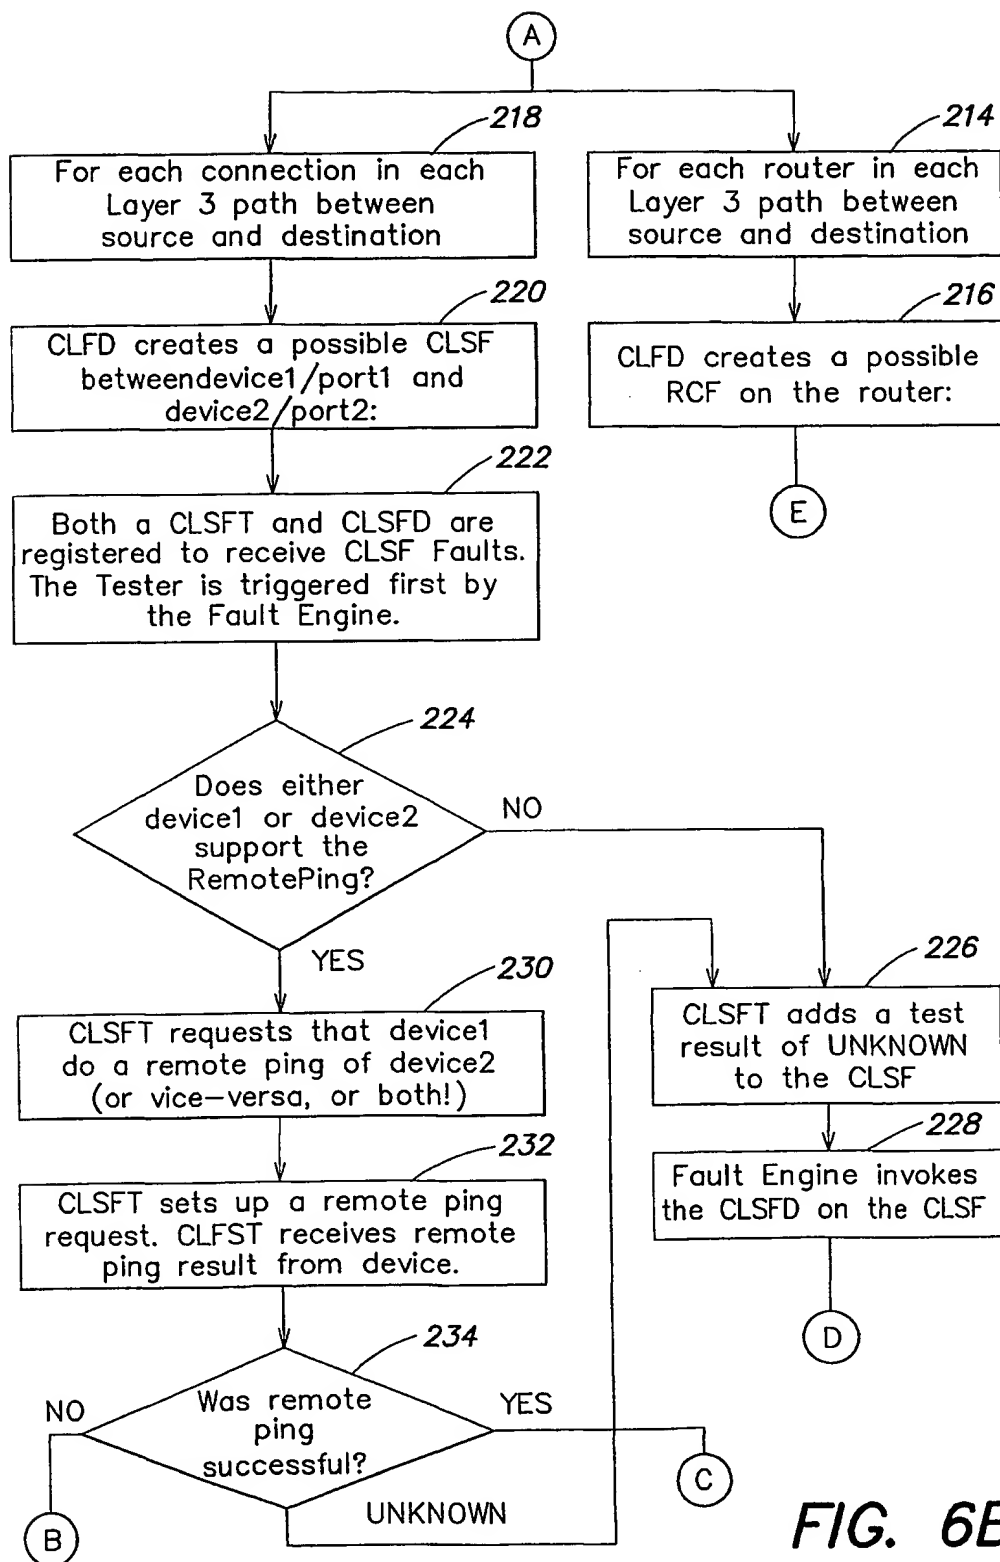 A
218
For each connection in each
Layer 3 path between
source and destination
214
For each router in each
Layer 3 path between
source and destination
220
CLFD creates a possible CLSF
betweendevice1/port1 and
device2/port2:
216
CLFD creates a possible
RCF on the router:
E
222
Both a CLSFT and CLSFD are
registered to receive CLSF Faults.
The Tester is triggered first by
the Fault Engine.
224
Does either
device1 or device2
support the
RemotePing?
NO
YES
230
CLSFT requests that device1
do a remote ping of device2
(or vice-versa, or both!)
226
CLSFT adds a test
result of UNKNOWN
to the CLSF
228
Fault Engine invokes
the CLSFD on the CLSF
D
232
CLSFT sets up a remote ping
request. CLFST receives remote
ping result from device.
234
Was remote
ping
successful?
NO
YES
UNKNOWN
B
C
FIG. 6B